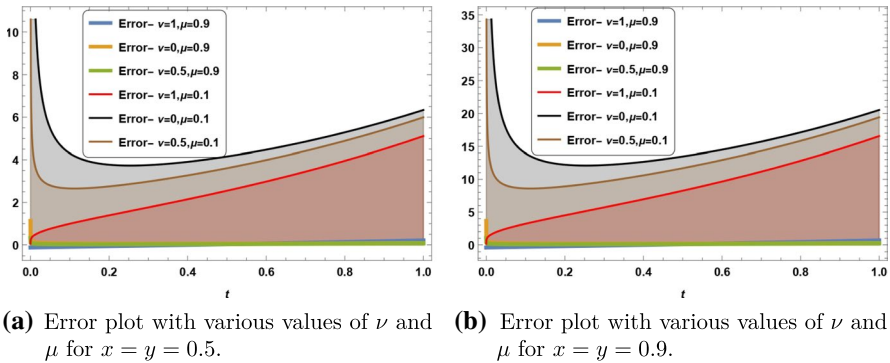 10
8
6
4
2
0
0.0 0.2 0.4 0.6 0.8 1.0
t
Error– ν=1,μ=0.9
Error– ν=0,μ=0.9
Error– ν=0.5,μ=0.9
Error– ν=1,μ=0.1
Error– ν=0,μ=0.1
Error– ν=0.5,μ=0.1
(a) Error plot with various values of ν and
μ for x = y = 0.5.
35
30
25
20
15
10
5
0
0.0 0.2 0.4 0.6 0.8 1.0
t
Error– ν=1,μ=0.9
Error– ν=0,μ=0.9
Error– ν=0.5,μ=0.9
Error– ν=1,μ=0.1
Error– ν=0,μ=0.1
Error– ν=0.5,μ=0.1
(b) Error plot with various values of ν and
μ for x = y = 0.9.